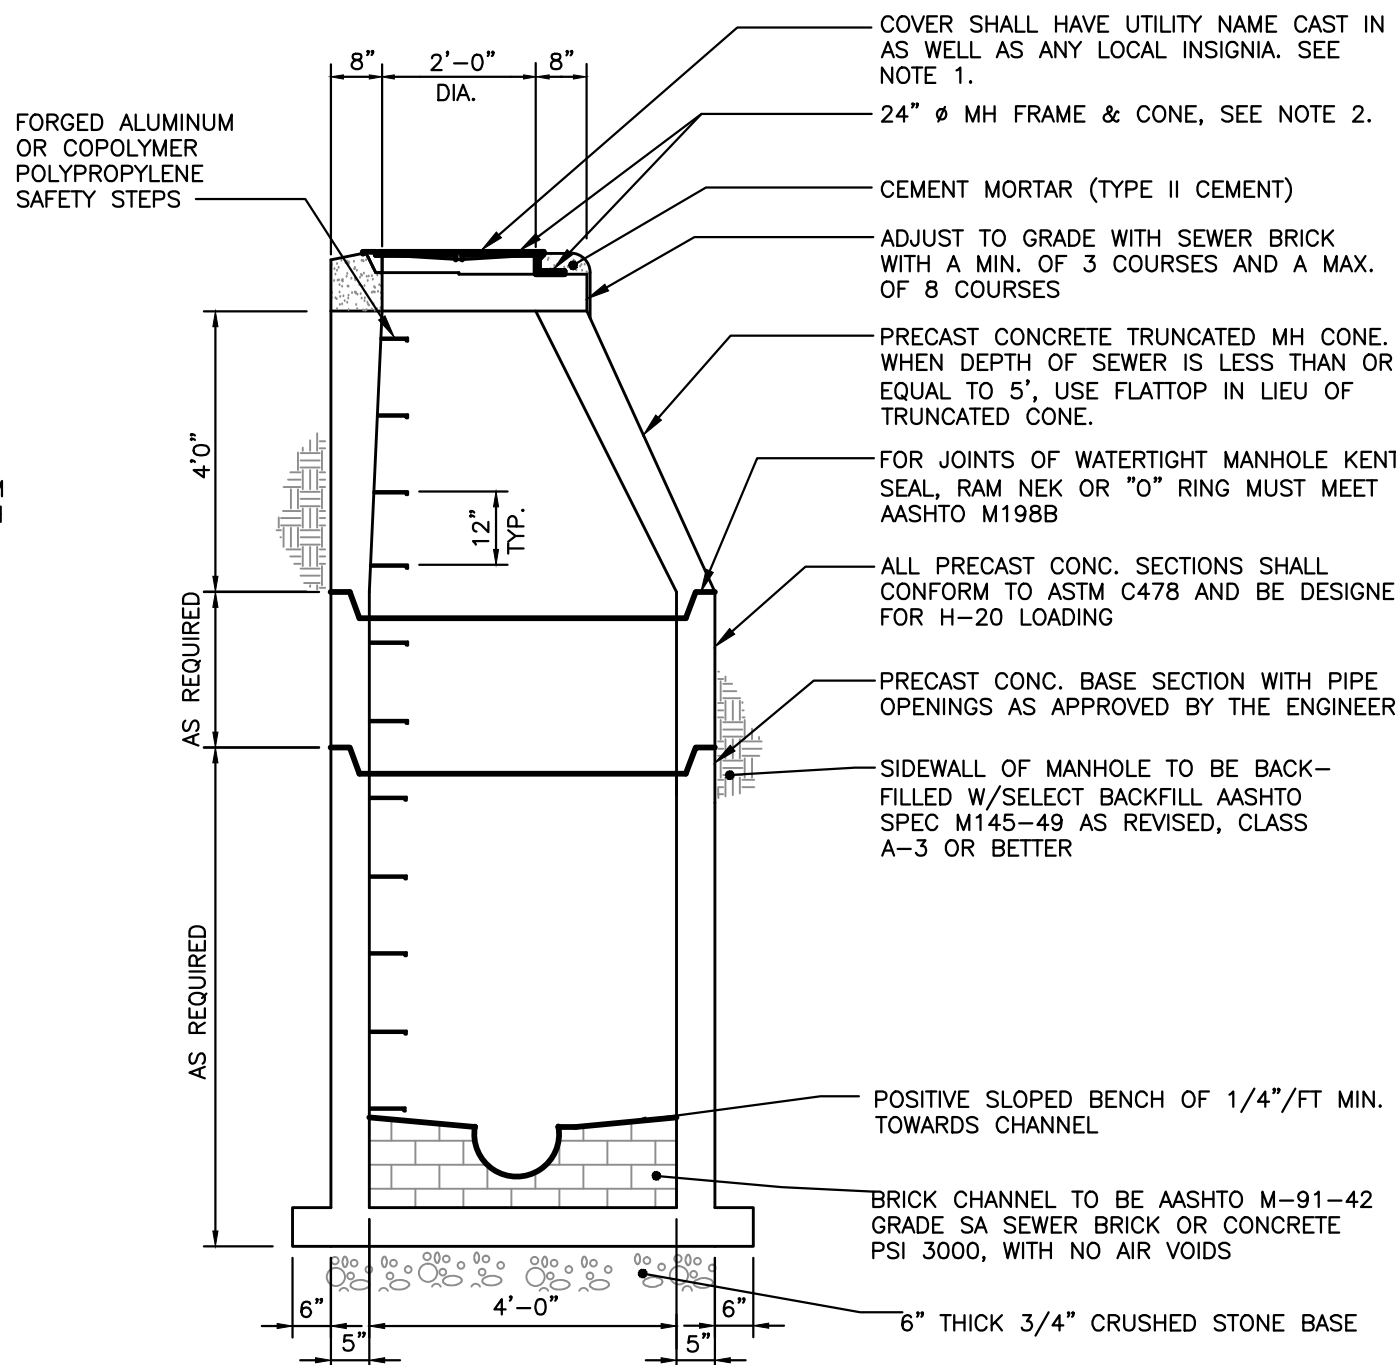 8" 2'-0" 8"
DIA.
FORGED ALUMINUM
OR COPOLYMER
POLYPROPYLENE
SAFETY STEPS
COVER SHALL HAVE UTILITY NAME CAST IN
AS WELL AS ANY LOCAL INSIGNIA. SEE
NOTE 1.
24" ø MH FRAME & CONE, SEE NOTE 2.
CEMENT MORTAR (TYPE II CEMENT)
ADJUST TO GRADE WITH SEWER BRICK
WITH A MIN. OF 3 COURSES AND A MAX.
OF 8 COURSES
PRECAST CONCRETE TRUNCATED MH CONE.
WHEN DEPTH OF SEWER IS LESS THAN OR
EQUAL TO 5', USE FLATTOP IN LIEU OF
TRUNCATED CONE.
4'0"
12"
TYP.
FOR JOINTS OF WATERTIGHT MANHOLE KENT
SEAL, RAM NEK OR "O" RING MUST MEET
AASHTO M198B
ALL PRECAST CONC. SECTIONS SHALL
CONFORM TO ASTM C478 AND BE DESIGNE
FOR H-20 LOADING
AS REQUIRED
PRECAST CONC. BASE SECTION WITH PIPE
OPENINGS AS APPROVED BY THE ENGINEER
SIDEWALL OF MANHOLE TO BE BACK-
FILLED W/SELECT BACKFILL AASHTO
SPEC M145-49 AS REVISED, CLASS
A-3 OR BETTER
AS REQUIRED
POSITIVE SLOPED BENCH OF 1/4"/FT MIN.
TOWARDS CHANNEL
BRICK CHANNEL TO BE AASHTO M-91-42
GRADE SA SEWER BRICK OR CONCRETE
PSI 3000, WITH NO AIR VOIDS
6" THICK 3/4" CRUSHED STONE BASE
6" 4'-0" 6"
5" 5"